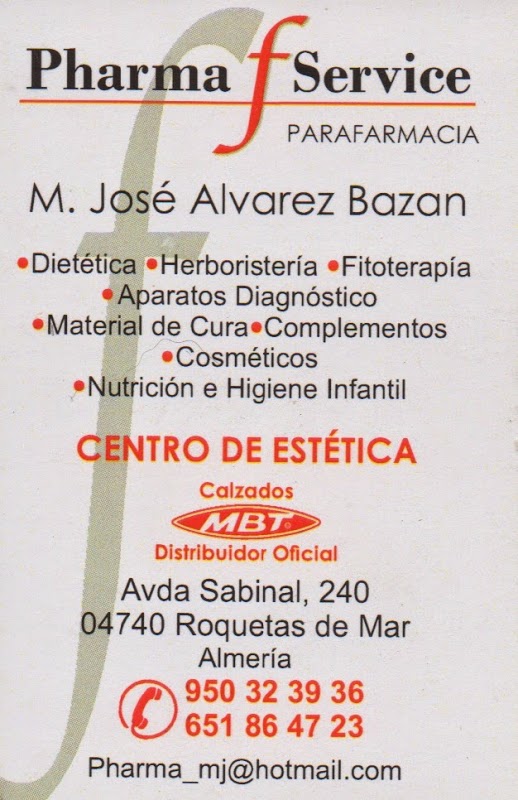 Pharma f Service
PARAFARMACIA
M. José Alvarez Bazan
•Dietética •Herboristería •Fitoterapía
•Aparatos Diagnóstico
•Material de Cura•Complementos
•Cosméticos
•Nutrición e Higiene Infantil
CENTRO DE ESTÉTICA
Calzados
MBT®
Distribuidor Oficial
Avda Sabinal, 240
04740 Roquetas de Mar
Almería
950 32 39 36
651 86 47 23
Pharma_mj@hotmail.com